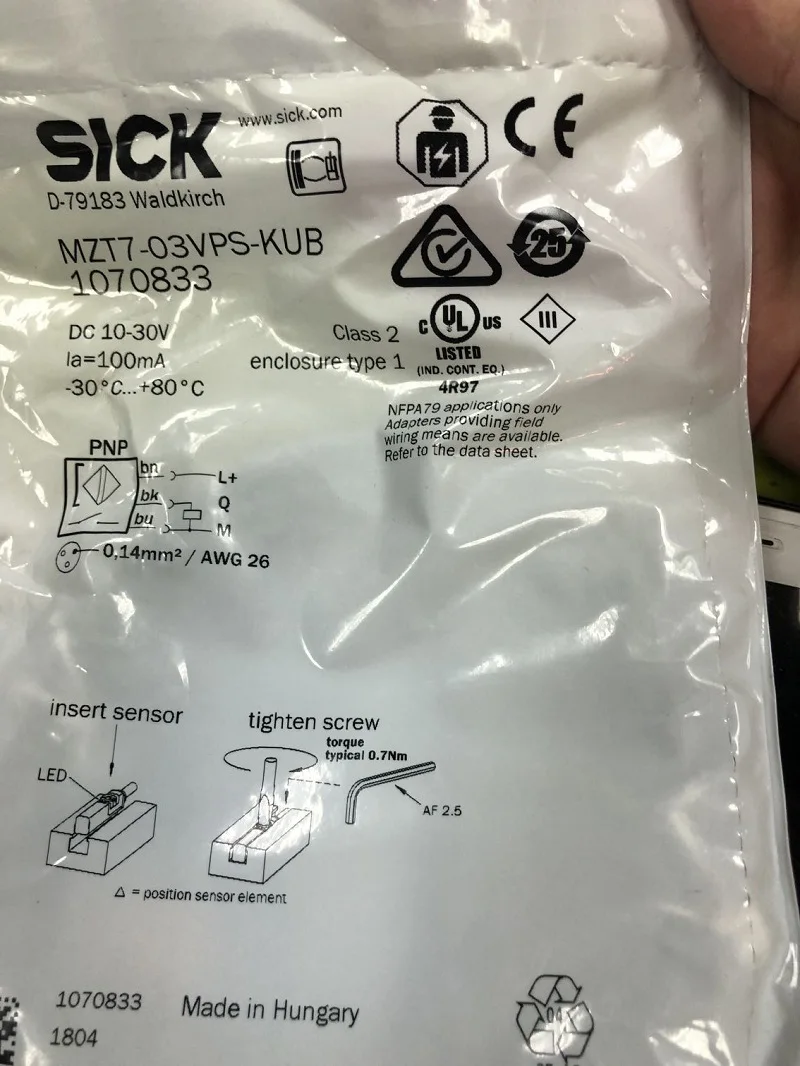 SICK
www.sick.com
D-79183 Waldkirch
CE
MZT7-03VPS-KUB
1070833
25
DC 10-30V
Ia=100mA
-30°C...+80°C
Class 2
enclosure type 1
C UL US
LISTED
(IND. CONT. EQ.)
4R97
III
NFPA79 applications only
Adapters providing field
wiring means are available.
Refer to the data sheet.
PNP
bn
L+
bk
Q
bu
M
0,14mm² / AWG 26
insert sensor
LED
tighten screw
torque
typical 0.7Nm
AF 2.5
△ = position sensor element
1070833
1804
Made in Hungary
04